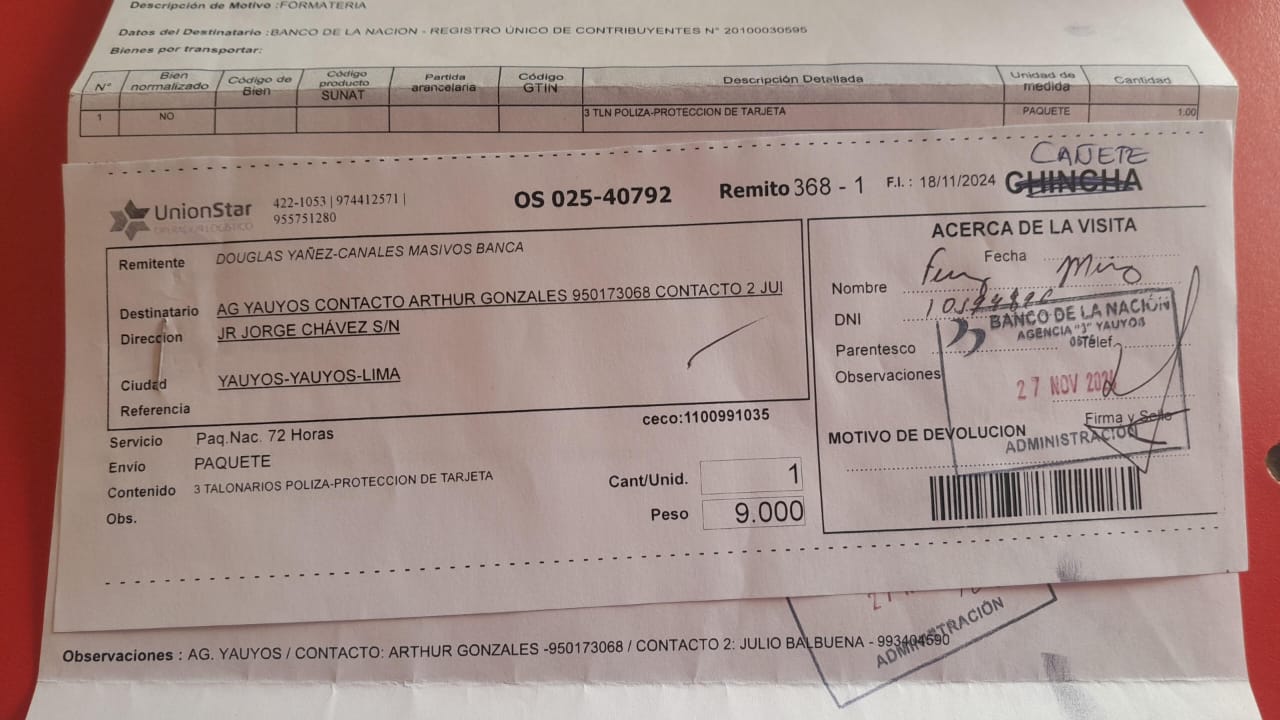 Descripción de Motivo :FORMATERIA
Datos del Destinatario :BANCO DE LA NACION - REGISTRO ÚNICO DE CONTRIBUYENTES N° 20100030595
Bienes por transportar:
N° Bien normalizado Código de Bien Código producto SUNAT Partida arancelaria Código GTIN Descripción Detallada Unidad de medida Cantidad
1 NO 3 TLN POLIZA-PROTECCION DE TARJETA PAQUETE 1.00
CAÑETE
UnionStar 422-1053 | 974412571 | OS 025-40792 Remito 368 - 1 F.I. : 18/11/2024 CHINCHA
OPERADOR LOGISTICO 955751280
ACERCA DE LA VISITA
Remitente DOUGLAS YAÑEZ-CANALES MASIVOS BANCA
Fecha
Destinatario AG YAUYOS CONTACTO ARTHUR GONZALES 950173068 CONTACTO 2 JUI
Nombre
Direccion JR JORGE CHÁVEZ S/N
DNI
BANCO DE LA NACIÓN
AGENCIA "3" YAUYOS
Parentesco Télef.
Ciudad YAUYOS-YAUYOS-LIMA
Observaciones
27 NOV 2024
Referencia
Firma y Sello
ceco:1100991035
MOTIVO DE DEVOLUCION
ADMINISTRACIÓN
Servicio Paq.Nac. 72 Horas
Envío PAQUETE
Contenido 3 TALONARIOS POLIZA-PROTECCION DE TARJETA
Cant/Unid. 1
Obs.
Peso 9.000
ADMINISTRACIÓN
Observaciones : AG. YAUYOS / CONTACTO: ARTHUR GONZALES -950173068 / CONTACTO 2: JULIO BALBUENA - 993404590